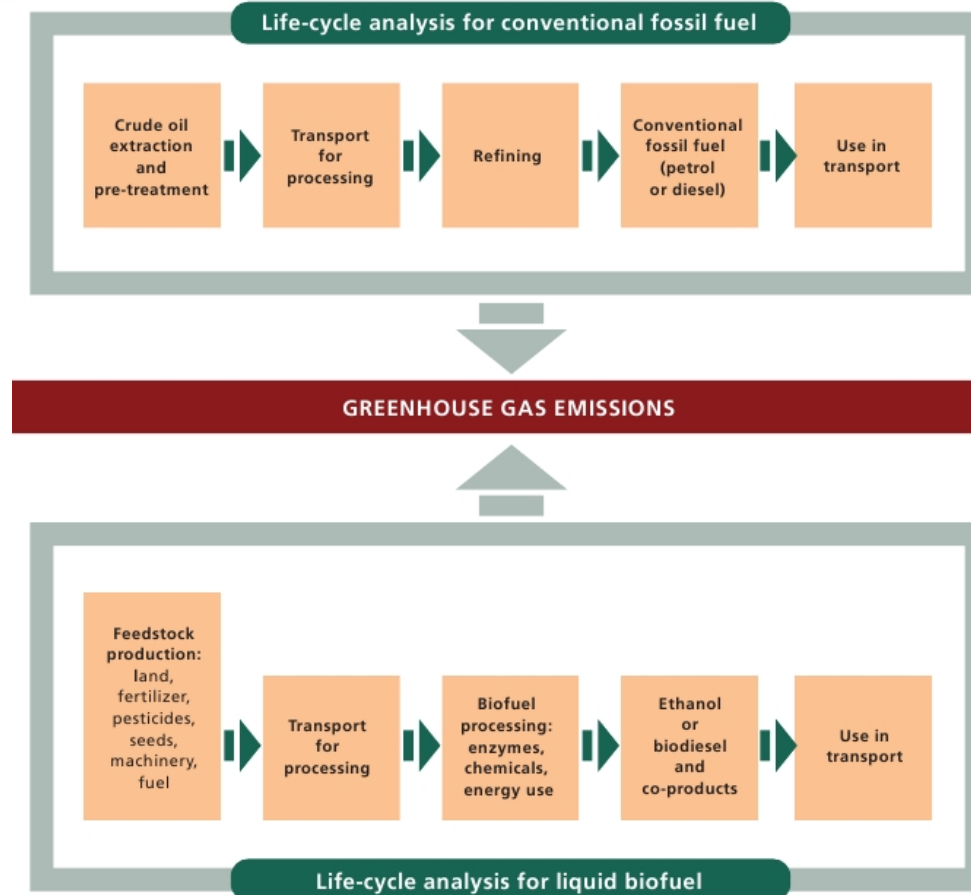 Life-cycle analysis for conventional fossil fuel
Crude oil
extraction
and
pre-treatment
Transport
for
processing
Refining
Conventional
fossil fuel
(petrol
or diesel)
Use in
transport
GREENHOUSE GAS EMISSIONS
Feedstock
production:
land,
fertilizer,
pesticides,
seeds,
machinery,
fuel
Transport
for
processing
Biofuel
processing:
enzymes,
chemicals,
energy use
Ethanol
or
biodiesel
and
co-products
Use in
transport
Life-cycle analysis for liquid biofuel